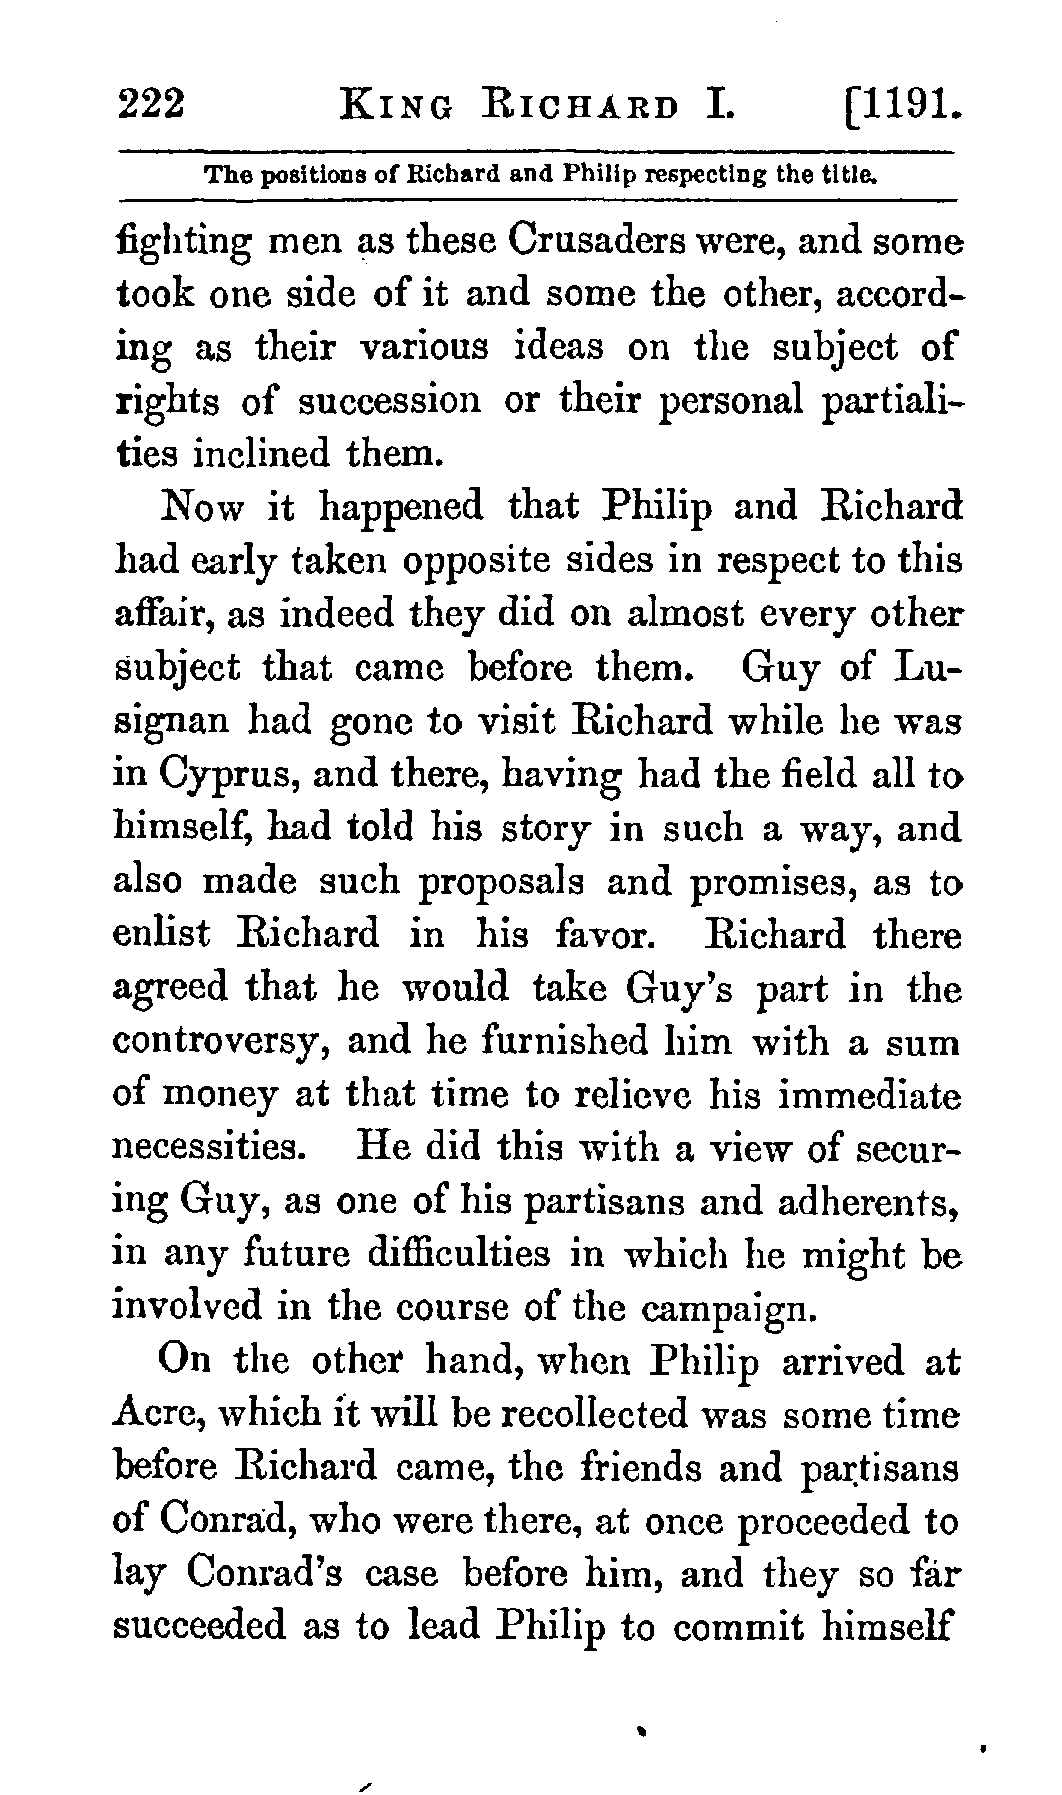 222 KING RICHARD I. [1191.
The positions of Richard and Philip respecting the title.
fighting men as these Crusaders were, and some
took one side of it and some the other, accord-
ing as their various ideas on the subject of
rights of succession or their personal partiali-
ties inclined them.
Now it happened that Philip and Richard
had early taken opposite sides in respect to this
affair, as indeed they did on almost every other
subject that came before them. Guy of Lu-
signan had gone to visit Richard while he was
in Cyprus, and there, having had the field all to
himself, had told his story in such a way, and
also made such proposals and promises, as to
enlist Richard in his favor. Richard there
agreed that he would take Guy's part in the
controversy, and he furnished him with a sum
of money at that time to relieve his immediate
necessities. He did this with a view of secur-
ing Guy, as one of his partisans and adherents,
in any future difficulties in which he might be
involved in the course of the campaign.
On the other hand, when Philip arrived at
Acre, which it will be recollected was some time
before Richard came, the friends and partisans
of Conrad, who were there, at once proceeded to
lay Conrad's case before him, and they so far
succeeded as to lead Philip to commit himself